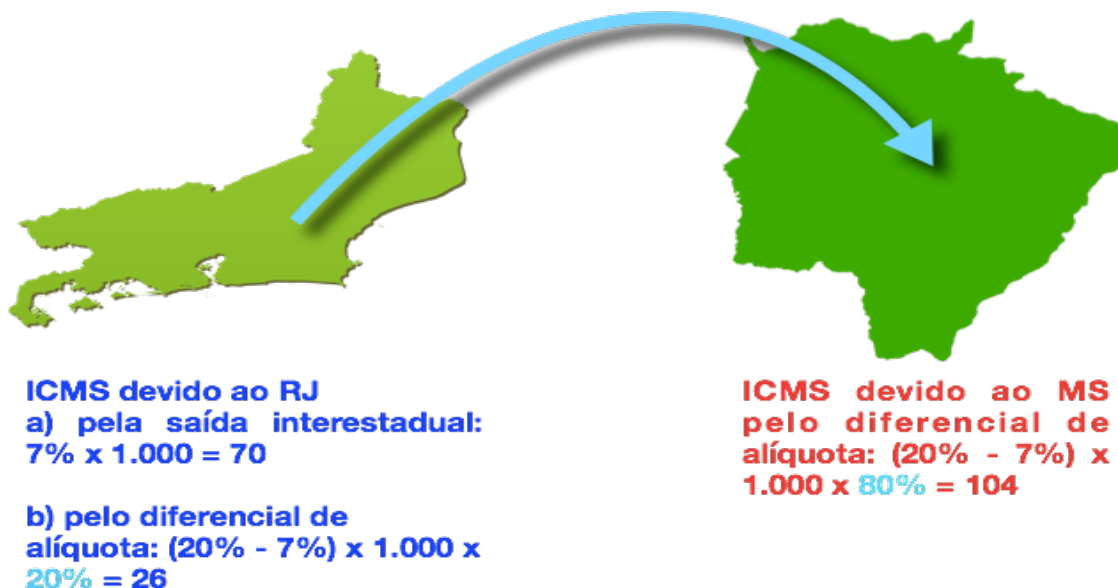 ICMS devido ao RJ
a) pela saída interestadual:
7% x 1.000 = 70
b) pelo diferencial de
alíquota: (20% - 7%) x 1.000 x
20% = 26
ICMS devido ao MS
pelo diferencial de
alíquota: (20% - 7%) x
1.000 x 80% = 104